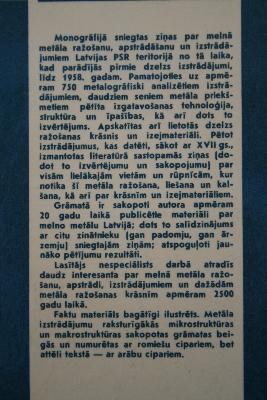 Monogrāfijā sniegtas ziņas par melnā
metāla ražošanu, apstrādāšanu un izstrādā-
jumiem Latvijas PSR teritorijā no tā laika,
kad parādījās pirmie dzelzs izstrādājumi,
līdz 1958. gadam. Pamatojoties uz apmē-
ram 750 metalogrāfiski analizētiem izstrā-
dājumiem, daudziem seniem metāla priekš-
metiem pētīta izgatavošanas tehnoloģija,
struktūra un īpašības, kā arī dots to
izvērtējums. Apskatītas arī lietotās dzelzs
ražošanas krāsnis un izejmateriāli. Pētot
izstrādājumus, kas datēti, sākot ar XVII gs.,
izmantotas literatūrā sastopamās ziņas [do-
dot to izvērtējumu un sakopojumu] par
visām lielākajām vietām un rūpnīcām, kur
notika šī metāla ražošana, liešana un kal-
šana, kā arī par krāsnīm un izejmateriāliem.
Grāmatā ir sakopoti autora apmēram
20 gadu laikā publicētie materiāli par
melno metālu Latvijā; dots to salīdzinājums
ar citu zinātnieku [gan padomju, gan ār-
zemju] sniegtajām ziņām; atspoguļoti jaunā-
ko pētījumu rezultāti.
Lasītājs nespeciālists darbā atradīs
daudz interesanta par melnā metāla ražo-
šanu, apstrādi, izstrādājumiem un dažādām
metāla ražošanas krāsnīm apmēram 2500
gadu laikā.
Faktu materiāls bagātīgi ilustrēts. Metāla
izstrādājumu raksturīgākās mikrostruktūras
un makrostruktūras sakopotas grāmatas bei-
gās un numurētas ar romiešu cipariem, bet
attēli tekstā — ar arābu cipariem.